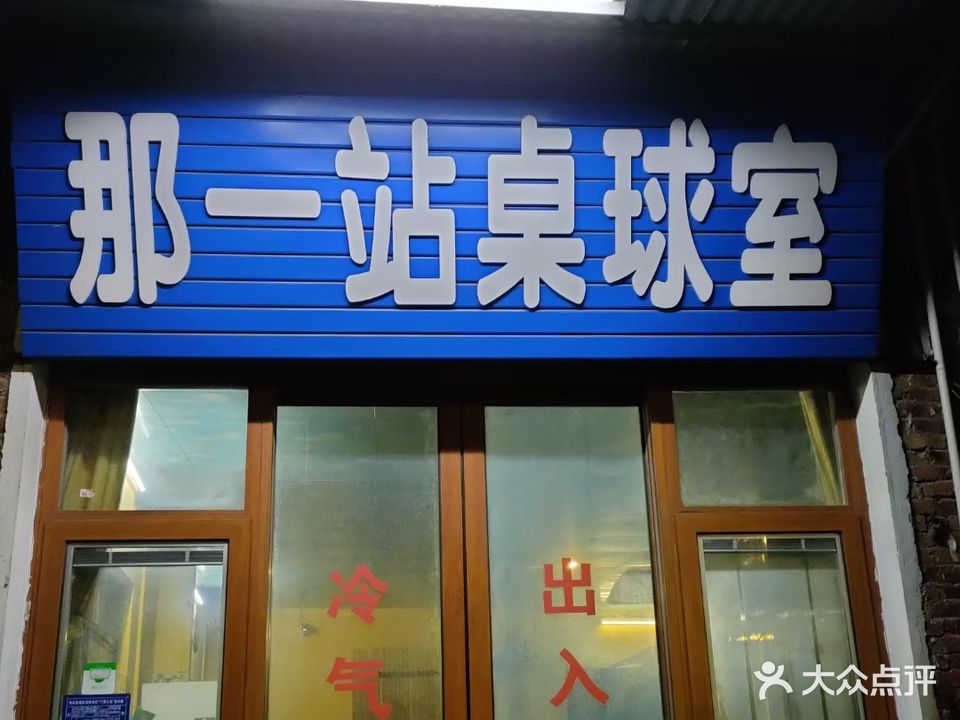 那一站桌球室
冷气
出入
大众点评